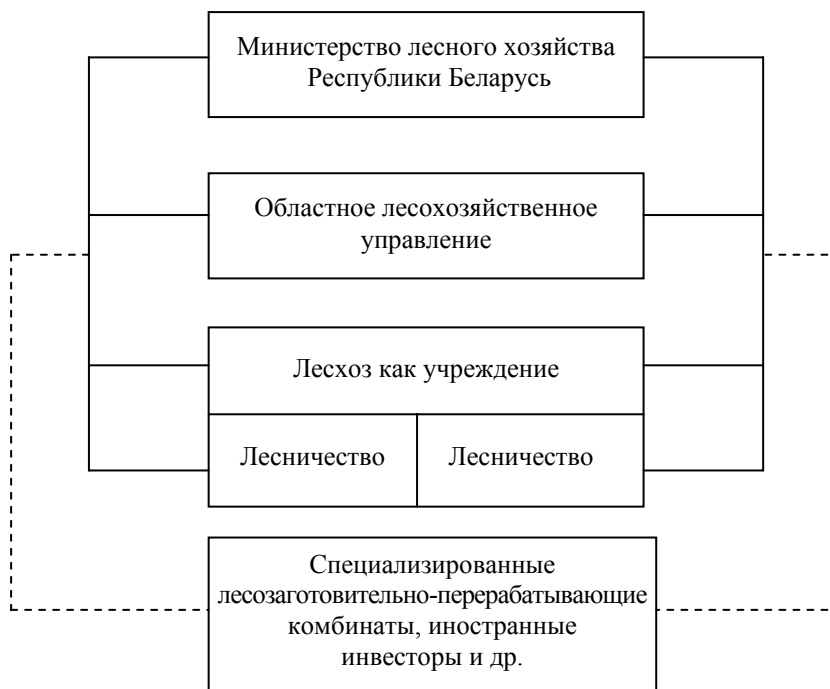 Министерство лесного хозяйства
Республики Беларусь
Областное лесохозяйственное
управление
Лесхоз как учреждение
Лесничество
Лесничество
Специализированные
лесозаготовительно-перерабатывающие
комбинаты, иностранные
инвесторы и др.